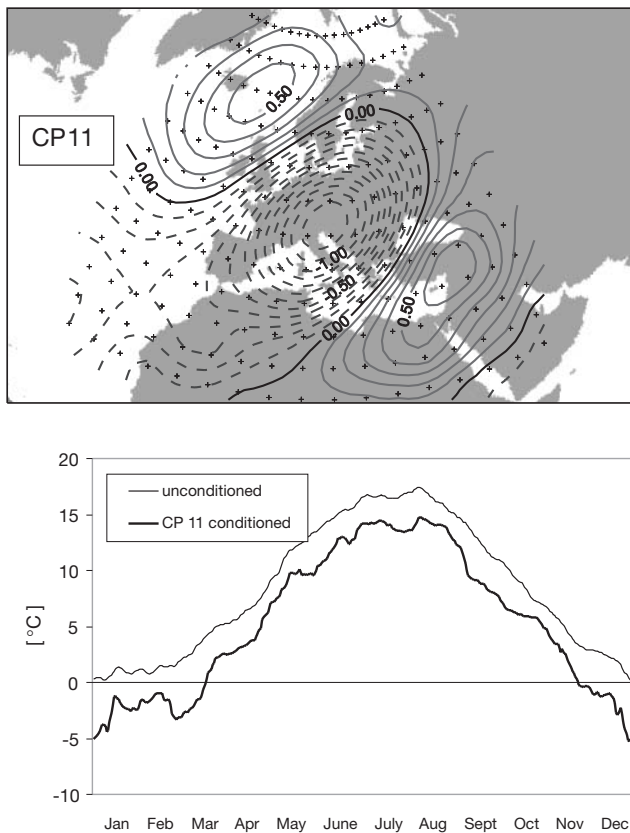 0.50
CP11
0.00
0.00
-1.00
-0.50
0.00
0.50
20
unconditioned
CP 11 conditioned
15
10
[ °C]
5
0
-5
-10
Jan Feb Mar Apr May June July Aug Sept Oct Nov Dec